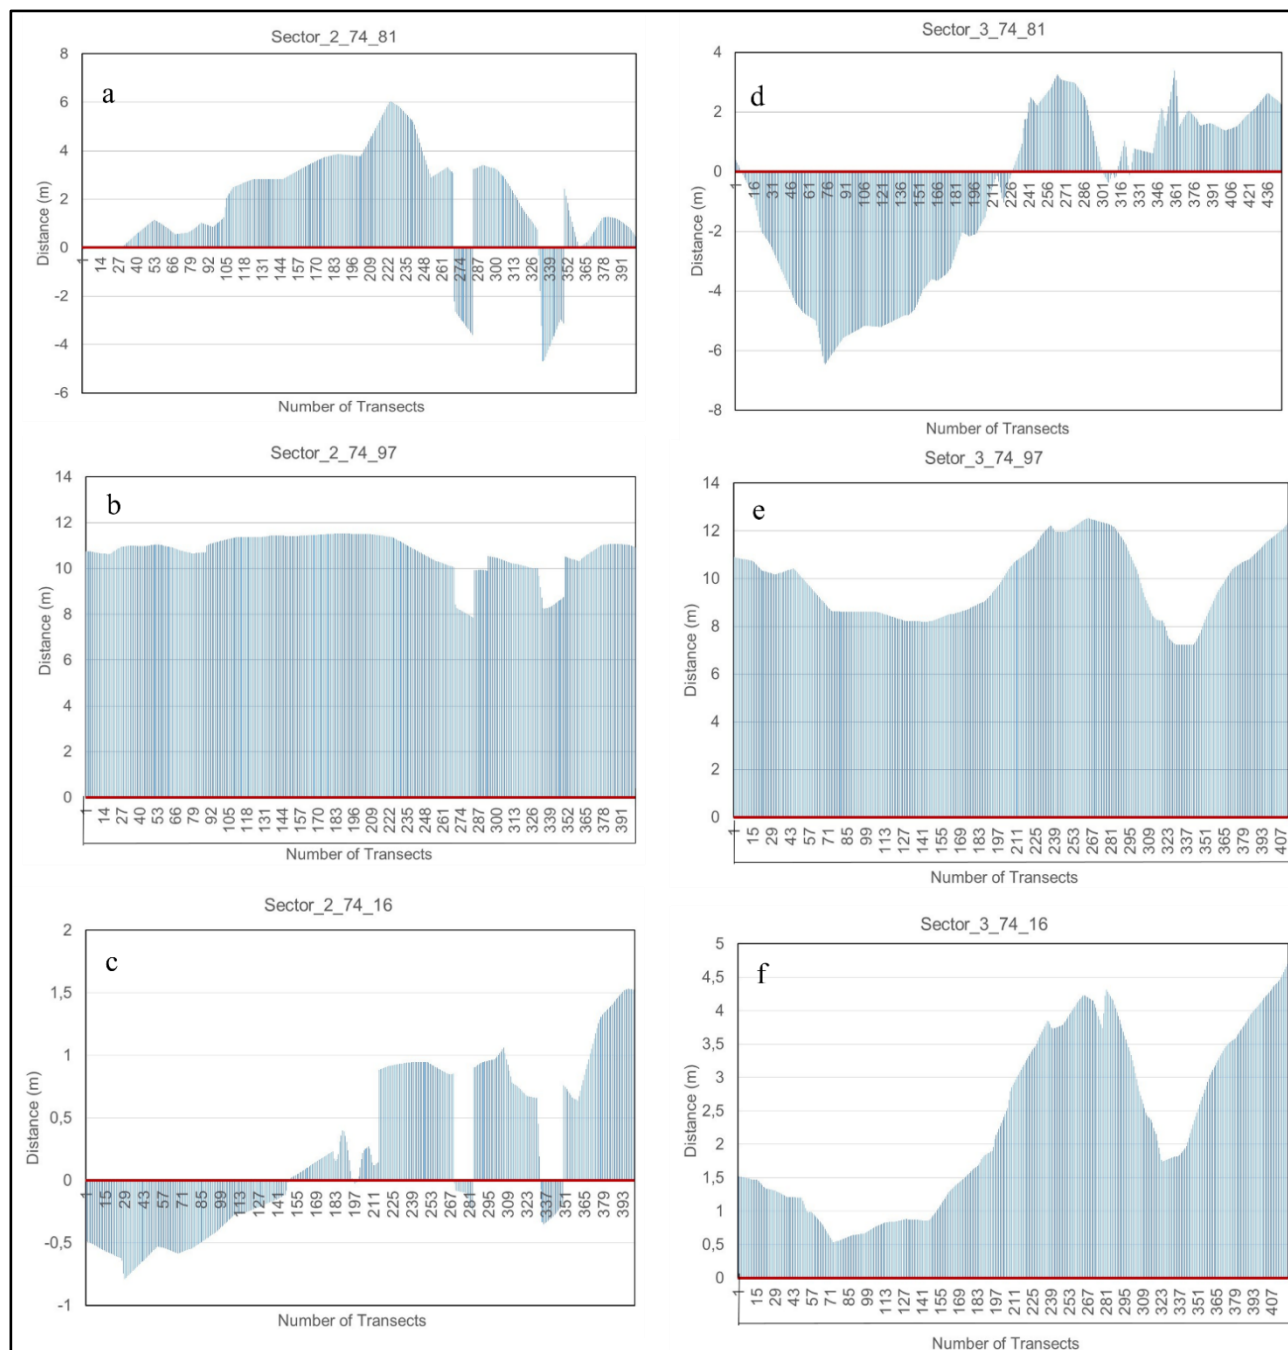 Sector_2_74_81
a
8
6
4
2
0
-2
-4
-6
Distance (m)
1 14 27 40 53 66 79 92 105 118 131 144 157 170 183 196 209 222 235 248 261 274 287 300 313 326 339 352 365 378 391
Number of Transects
Sector_2_74_97
b
14
12
10
8
6
4
2
0
Distance (m)
1 14 27 40 53 66 79 92 105 118 131 144 157 170 183 196 209 222 235 248 261 274 287 300 313 326 339 352 365 378 391
Number of Transects
Sector_2_74_16
c
2
1,5
1
0,5
0
-0,5
-1
Distance (m)
1 15 29 43 57 71 85 99 113 127 141 155 169 183 197 211 225 239 253 267 281 295 309 323 337 351 365 379 393
Number of Transects
Sector_3_74_81
d
4
2
0
-2
-4
-6
-8
Distance (m)
1 16 31 46 61 76 91 106 121 136 151 166 181 196 211 226 241 256 271 286 301 316 331 346 361 376 391 406 421 436
Number of Transects
Setor_3_74_97
e
14
12
10
8
6
4
2
0
Distance (m)
1 15 29 43 57 71 85 99 113 127 141 155 169 183 197 211 225 239 253 267 281 295 309 323 337 351 365 379 393 407
Number of Transects
Sector_3_74_16
f
5
4,5
4
3,5
3
2,5
2
1,5
1
0,5
0
Distance (m)
1 15 29 43 57 71 85 99 113 127 141 155 169 183 197 211 225 239 253 267 281 295 309 323 337 351 365 379 393 407
Number of Transects